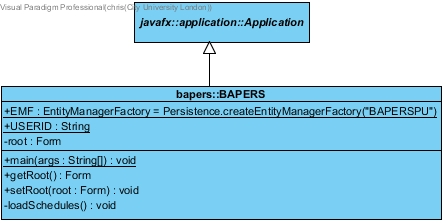 Visual Paradigm Professional(chris(City University London))
javafx::application::Application
bapers::BAPERS
+EMF : EntityManagerFactory = Persistence.createEntityManagerFactory("BAPERSPU")
+USERID : String
-root : Form
+main(args : String[]) : void
+getRoot() : Form
+setRoot(root : Form) : void
-loadSchedules() : void